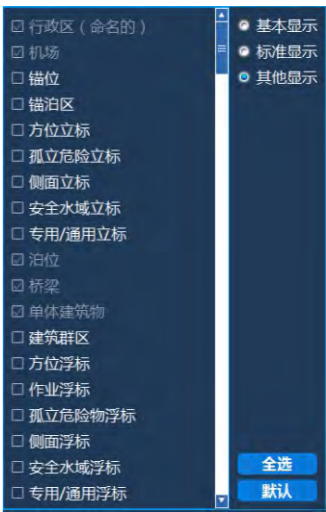 行政区（命名的）
机场
锚位
锚泊区
方位立标
孤立危险立标
侧面立标
安全水域立标
专用/通用立标
泊位
桥梁
单体建筑物
建筑群区
方位浮标
作业浮标
孤立危险物浮标
侧面浮标
安全水域浮标
专用/通用浮标
基本显示
标准显示
其他显示
全选
默认